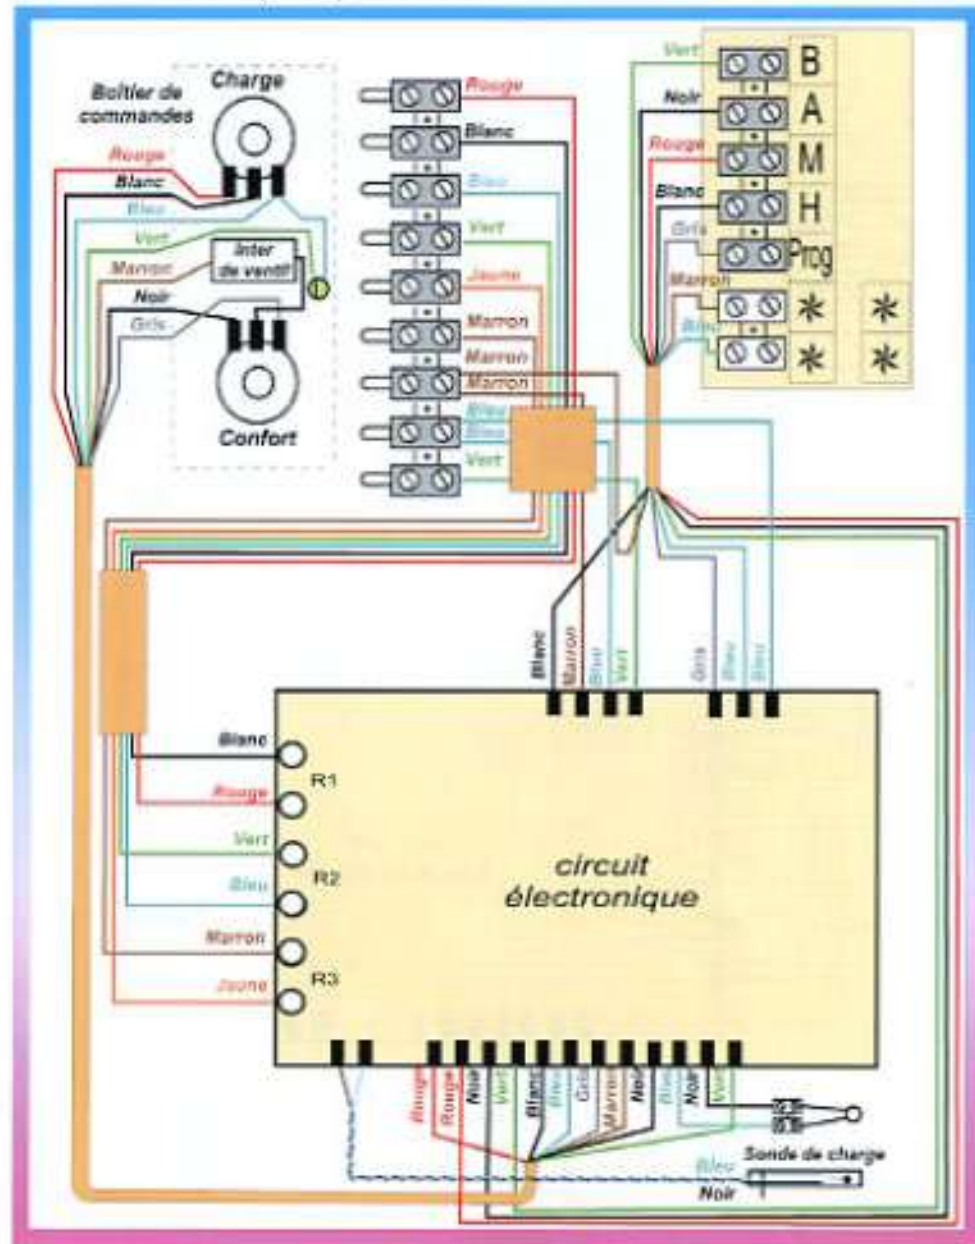 Charge
Boîtier de
commandes
Rouge
Blanc
Bleu
Vert
Marron
Noir
Gris
Inter
de ventil
Confort
Rouge
Blanc
Bleu
Vert
Jaune
Marron
Marron
Marron
Bleu
Bleu
Vert
Vert
Noir
Rouge
Blanc
Gris
Marron
Bleu
B
A
M
H
Prog
Blanc
Marron
Bleu
Vert
Gris
Bleu
Bleu
Blanc
R1
Rouge
Vert
R2
Bleu
Marron
R3
Jaune
circuit
électronique
Rouge
Rouge
Noir
Vert
Blanc
Bleu
Gris
Marron
Noir
Bleu
Noir
Vert
Sonde de charge
Bleu
Noir